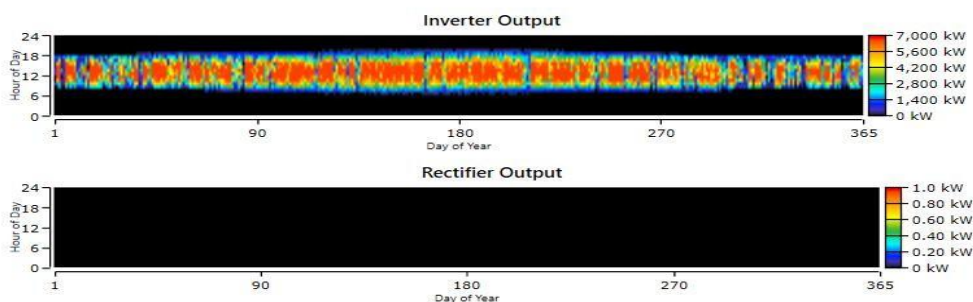 Inverter Output
24
18
12
6
0
Hour of Day
1 90 180 270 365
Day of Year
7,000 kW
5,600 kW
4,200 kW
2,800 kW
1,400 kW
0 kW
Rectifier Output
24
18
12
6
0
Hour of Day
1 90 180 270 365
Day of Year
1.0 kW
0.80 kW
0.60 kW
0.40 kW
0.20 kW
0 kW